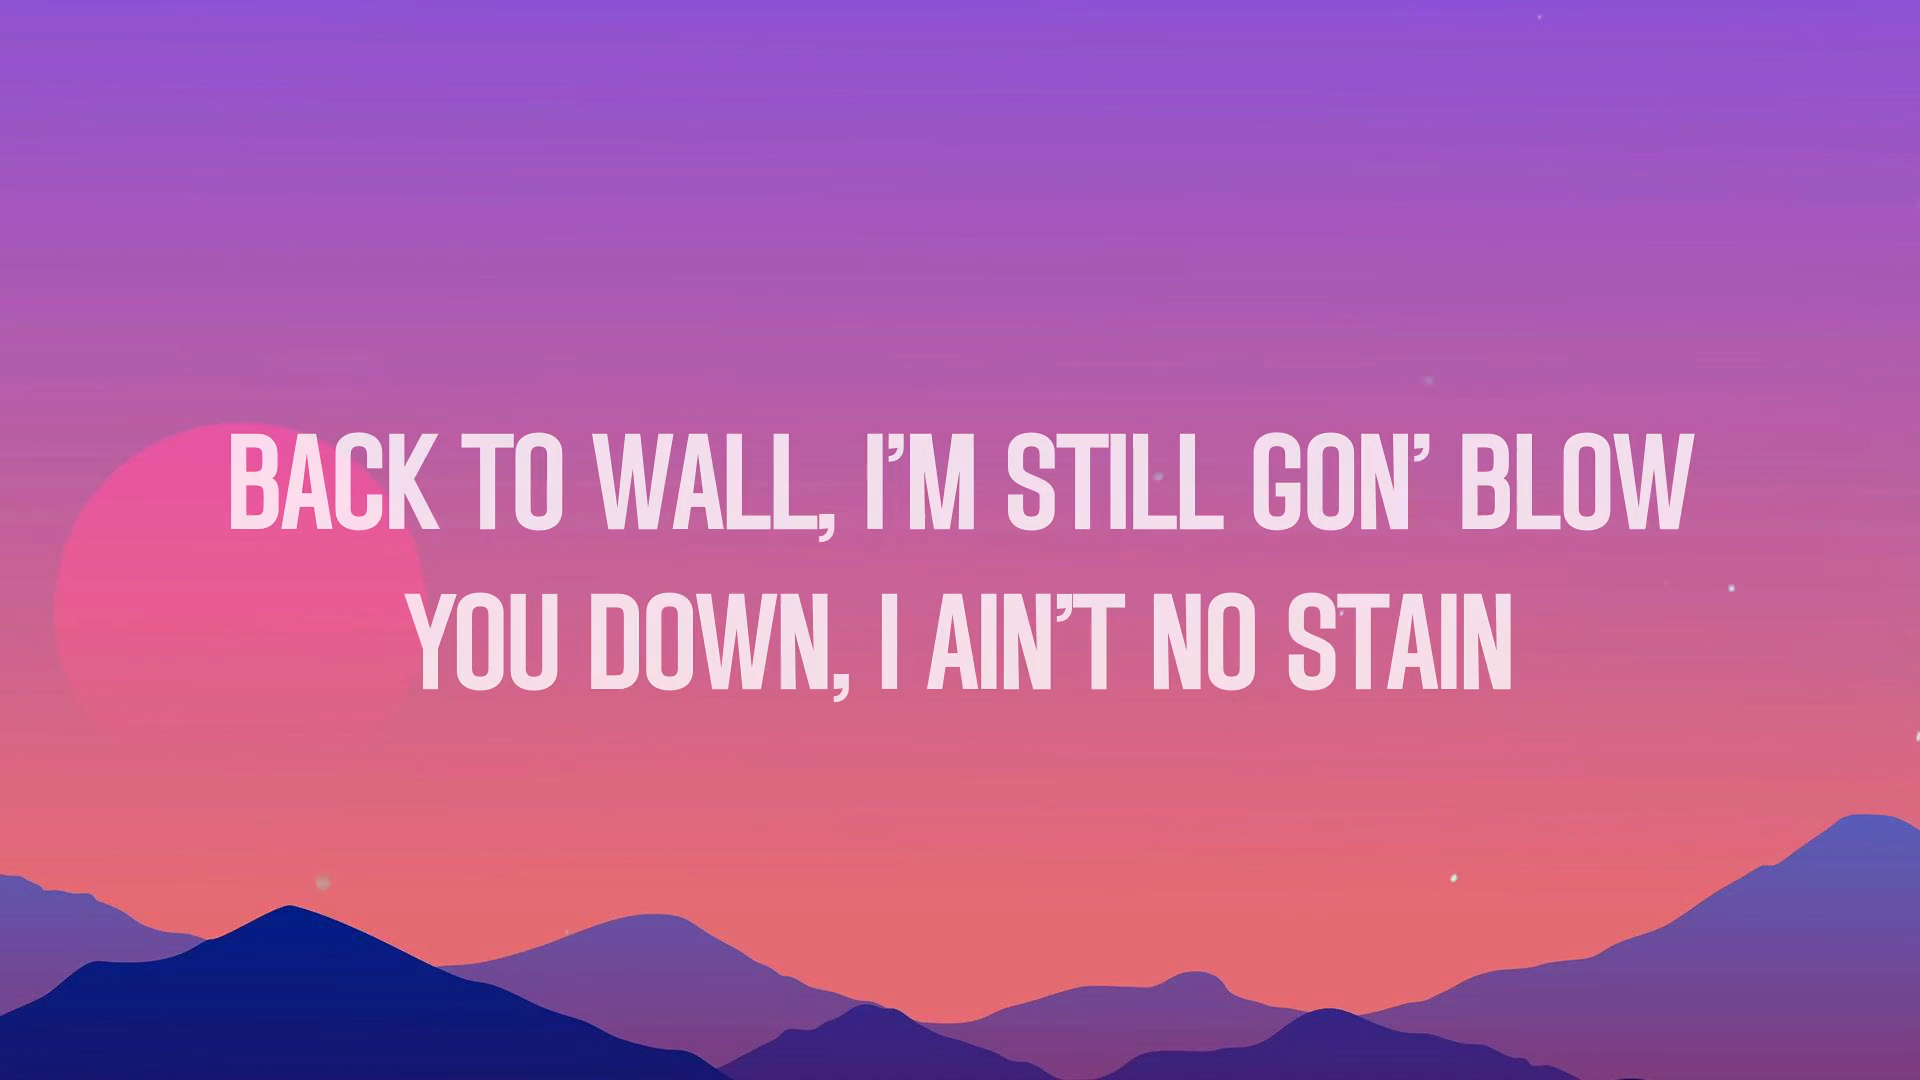 BACK TO WALL, I’M STILL GON’ BLOW
YOU DOWN, I AIN’T NO STAIN